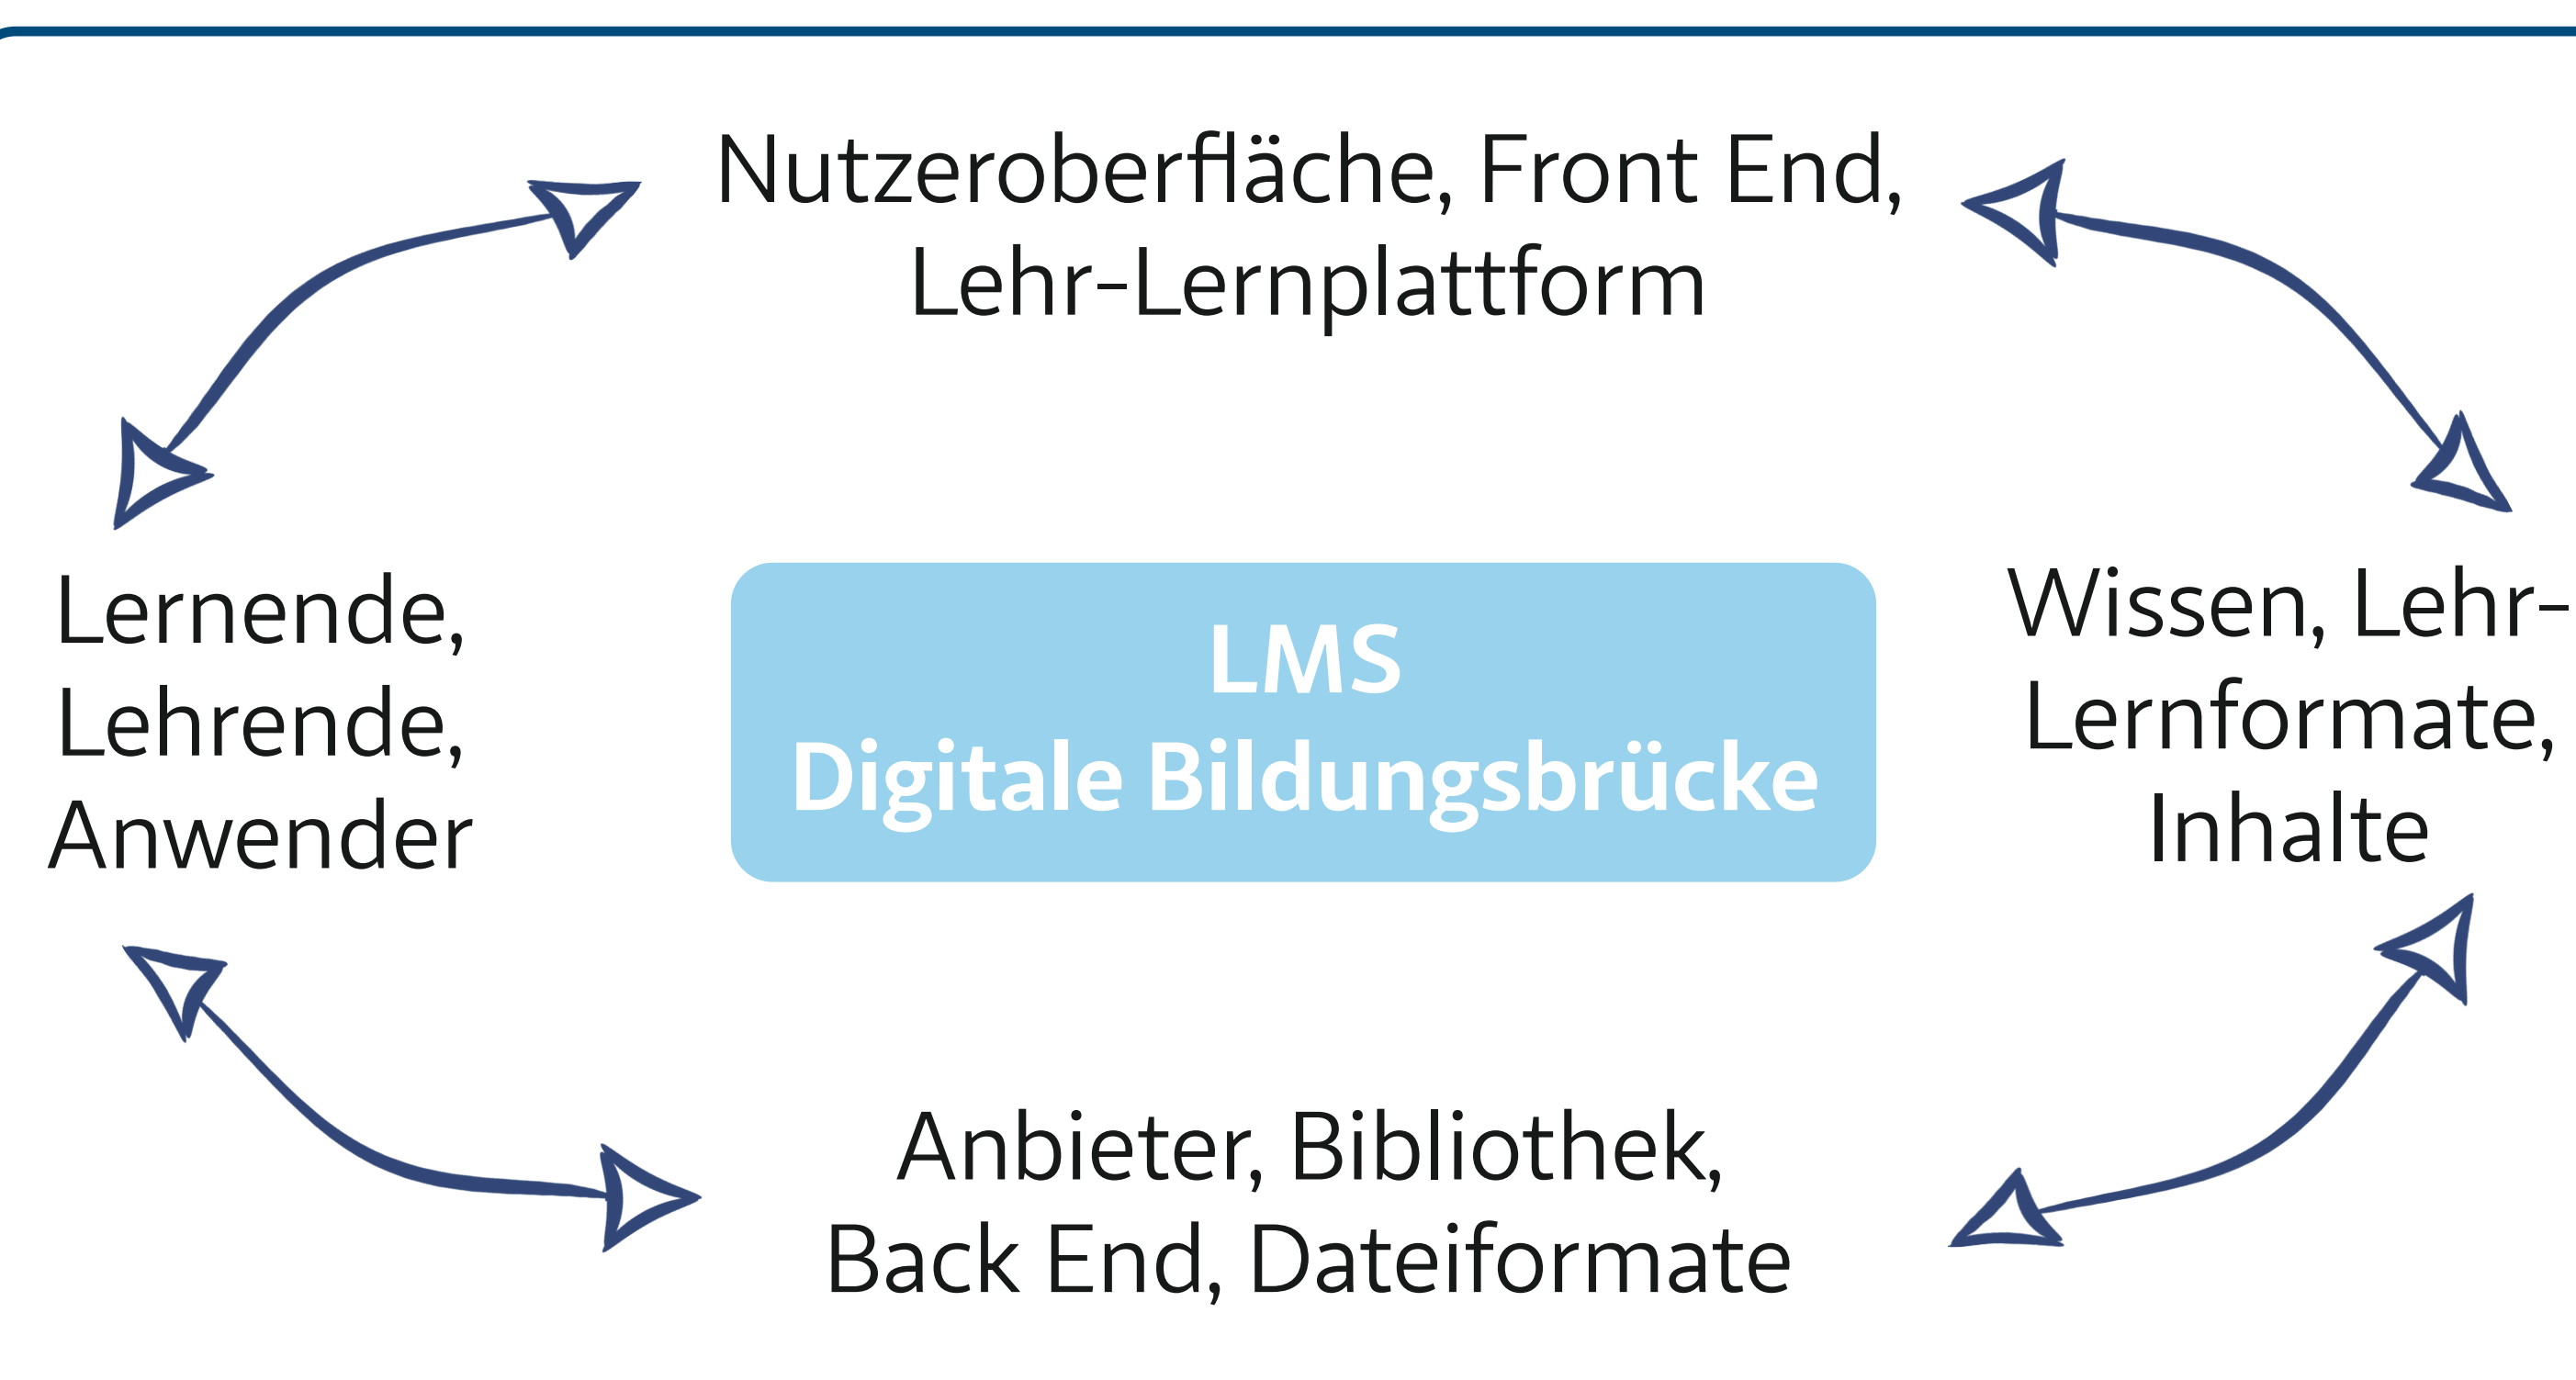 Nutzeroberfläche, Front End,
Lehr-Lernplattform
Lernende,
Lehrende,
Anwender
LMS
Digitale Bildungsbrücke
Wissen, Lehr-
Lernformate,
Inhalte
Anbieter, Bibliothek,
Back End, Dateiformate